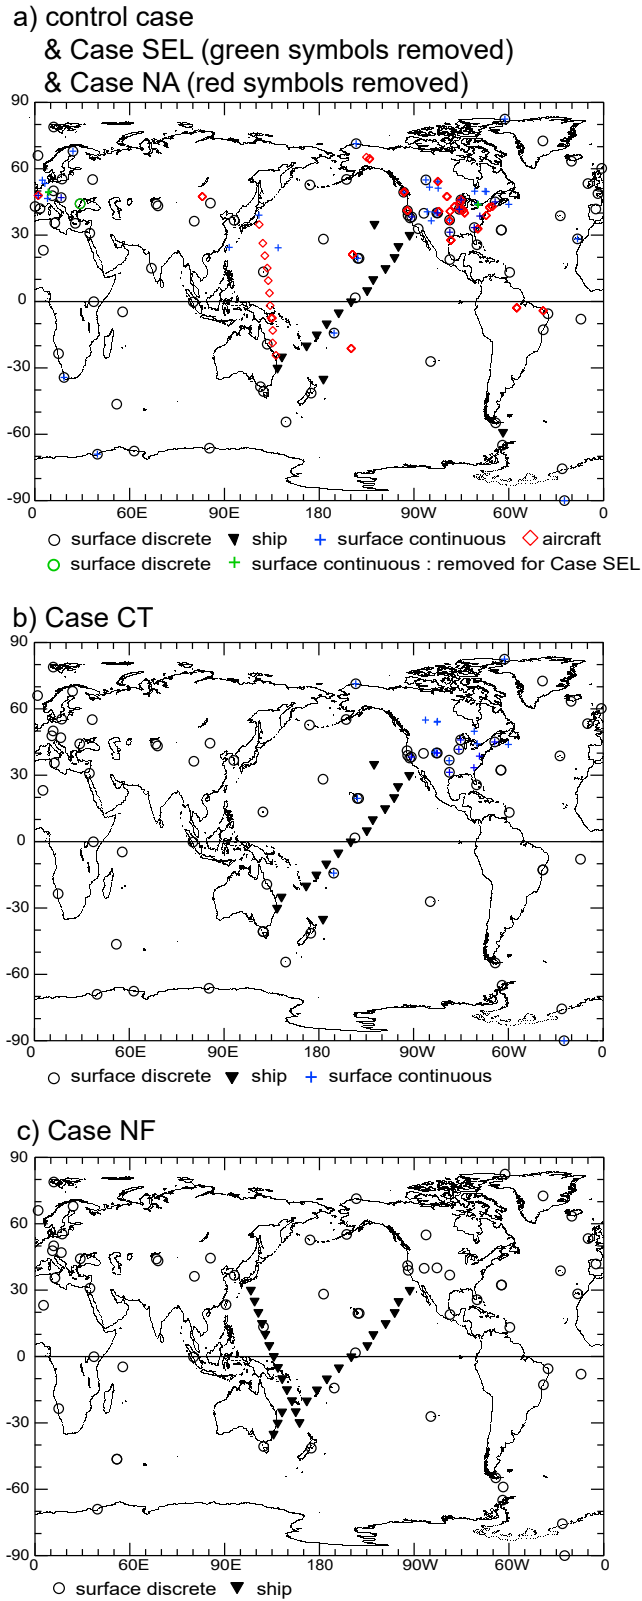 a) control case
& Case SEL (green symbols removed)
& Case NA (red symbols removed)
90
60
30
0
-30
-60
-90
0 60E 90E 180 90W 60W 0
surface discrete ship surface continuous aircraft
surface discrete surface continuous : removed for Case SEL
b) Case CT
90
60
30
0
-30
-60
-90
0 60E 90E 180 90W 60W 0
surface discrete ship surface continuous
c) Case NF
90
60
30
0
-30
-60
-90
0 60E 90E 180 90W 60W 0
surface discrete ship